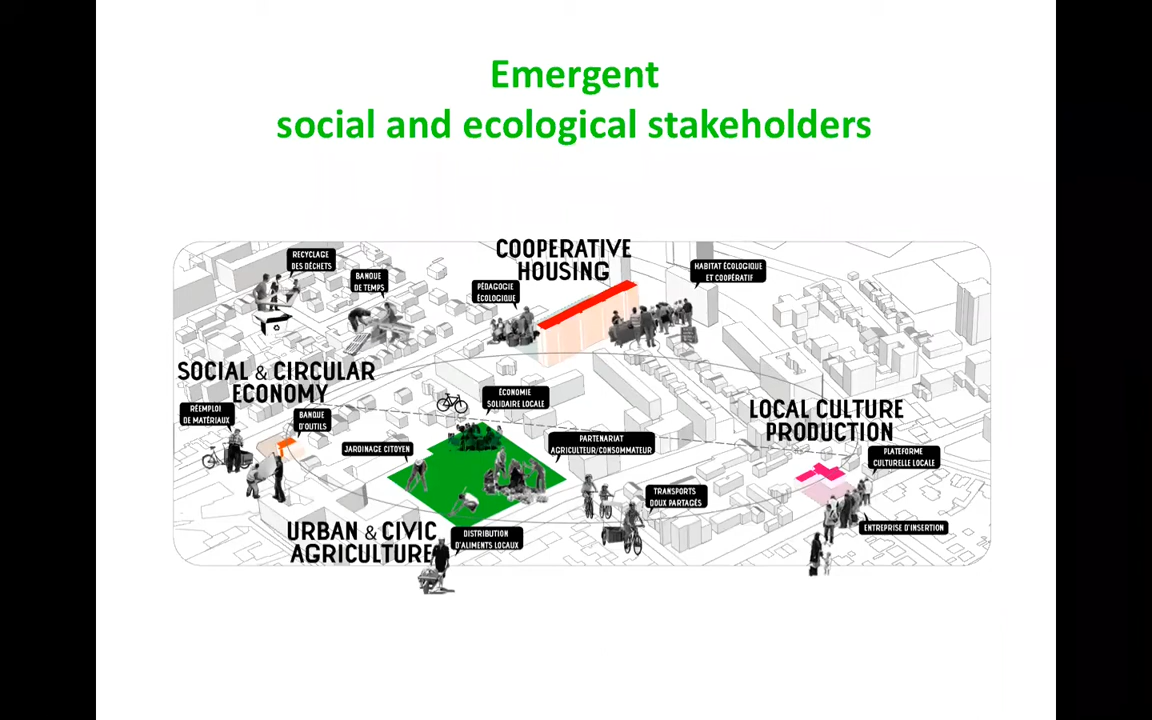 Emergent
social and ecological stakeholders
COOPERATIVE
HOUSING
RECYCLAGE
DES DÉCHETS
BANQUE
DE TEMPS
PÉDAGOGIE
ÉCOLOGIQUE
HABITAT ÉCOLOGIQUE
ET COOPÉRATIF
SOCIAL & CIRCULAR
ECONOMY
RÉEMPLOI
DE MATÉRIAUX
BANQUE
D'OUTILS
ÉCONOMIE
SOLIDAIRE LOCALE
JARDINAGE CITOYEN
PARTENARIAT
AGRICULTEUR/CONSOMMATEUR
LOCAL CULTURE
PRODUCTION
PLATEFORME
CULTURELLE LOCALE
TRANSPORTS
DOUX PARTAGÉS
ENTREPRISE D'INSERTION
URBAN & CIVIC
AGRICULTURE
DISTRIBUTION
D'ALIMENTS LOCAUX